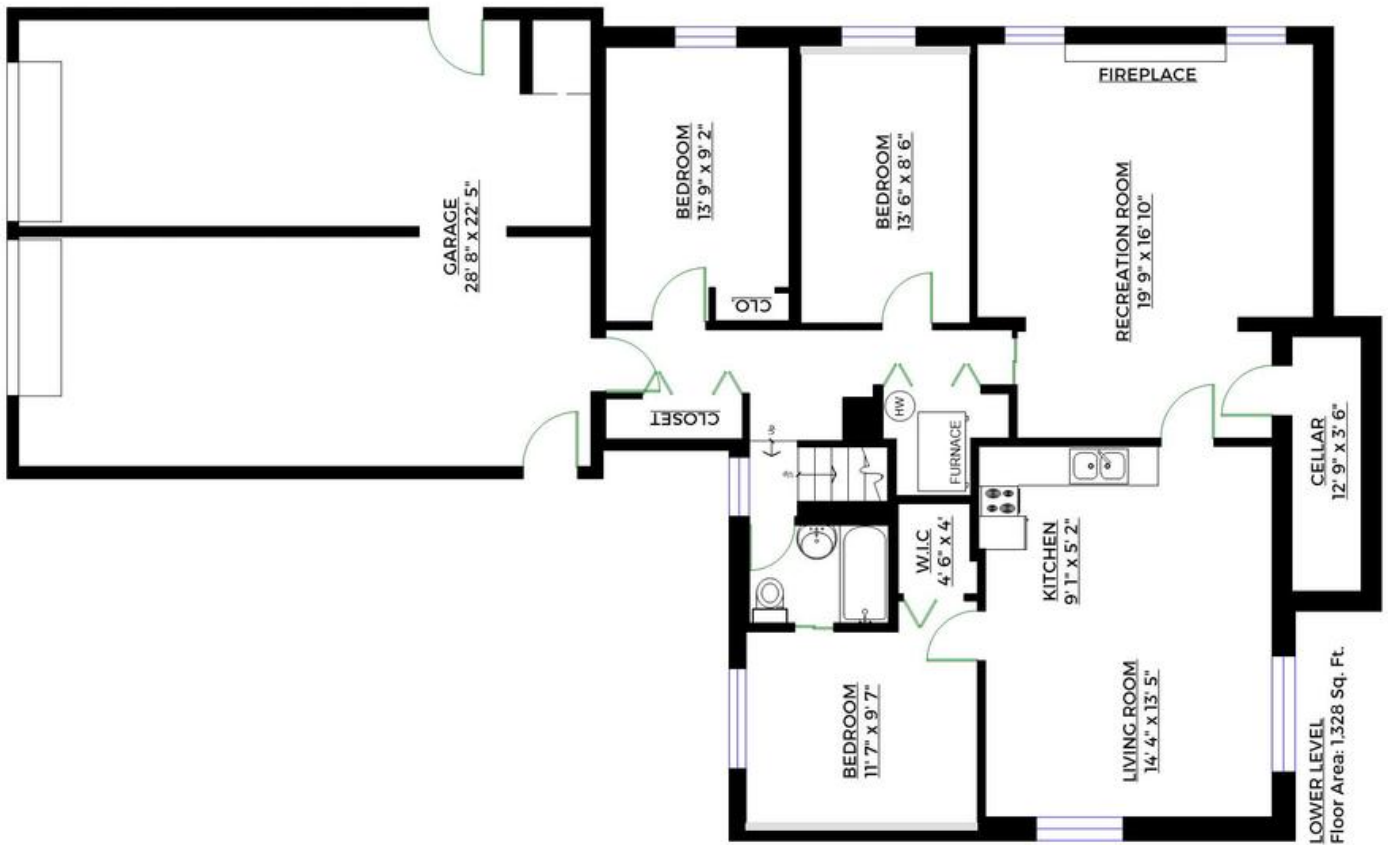 FIREPLACE
GARAGE
28' 8" x 22' 5"
BEDROOM
13' 9" x 9' 2"
CLO.
BEDROOM
13' 6" x 8' 6"
RECREATION ROOM
19' 9" x 16' 10"
CLOSET
HW
FURNACE
CELLAR
12' 9" x 3' 6"
W.I.C
4' 6" x 4'
KITCHEN
9' 1" x 5' 2"
BEDROOM
11' 7" x 9' 7"
LIVING ROOM
14' 4" x 13' 5"
LOWER LEVEL
Floor Area: 1,328 Sq. Ft.